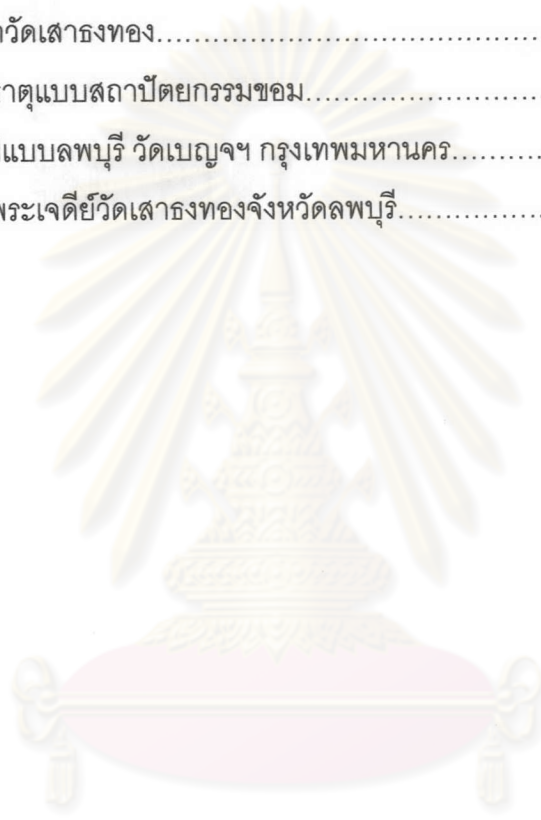 วัดเสาธงทอง........................................
าตุแบบสถาปัตยกรรมขอม........................
แบบลพบุรี วัดเบญจฯ กรุงเทพมหานคร.........
พระเจดีย์วัดเสาธงทองจังหวัดลพบุรี...............